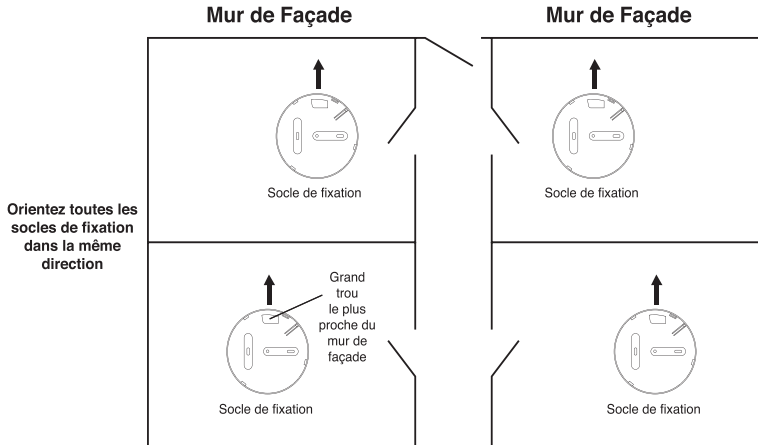 Mur de Façade
Mur de Façade
Socle de fixation
Socle de fixation
Orientez toutes les
socles de fixation
dans la même
direction
Grand
trou
le plus
proche du
mur de
façade
Socle de fixation
Socle de fixation